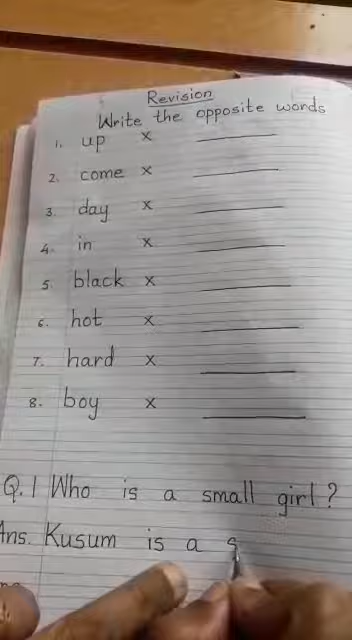 Revision
Write the opposite words
1. up x
2. come x
3. day x
4. in x
5. black x
6. hot x
7. hard x
8. boy x
Q.1 Who is a small girl?
Ans. Kusum is a s